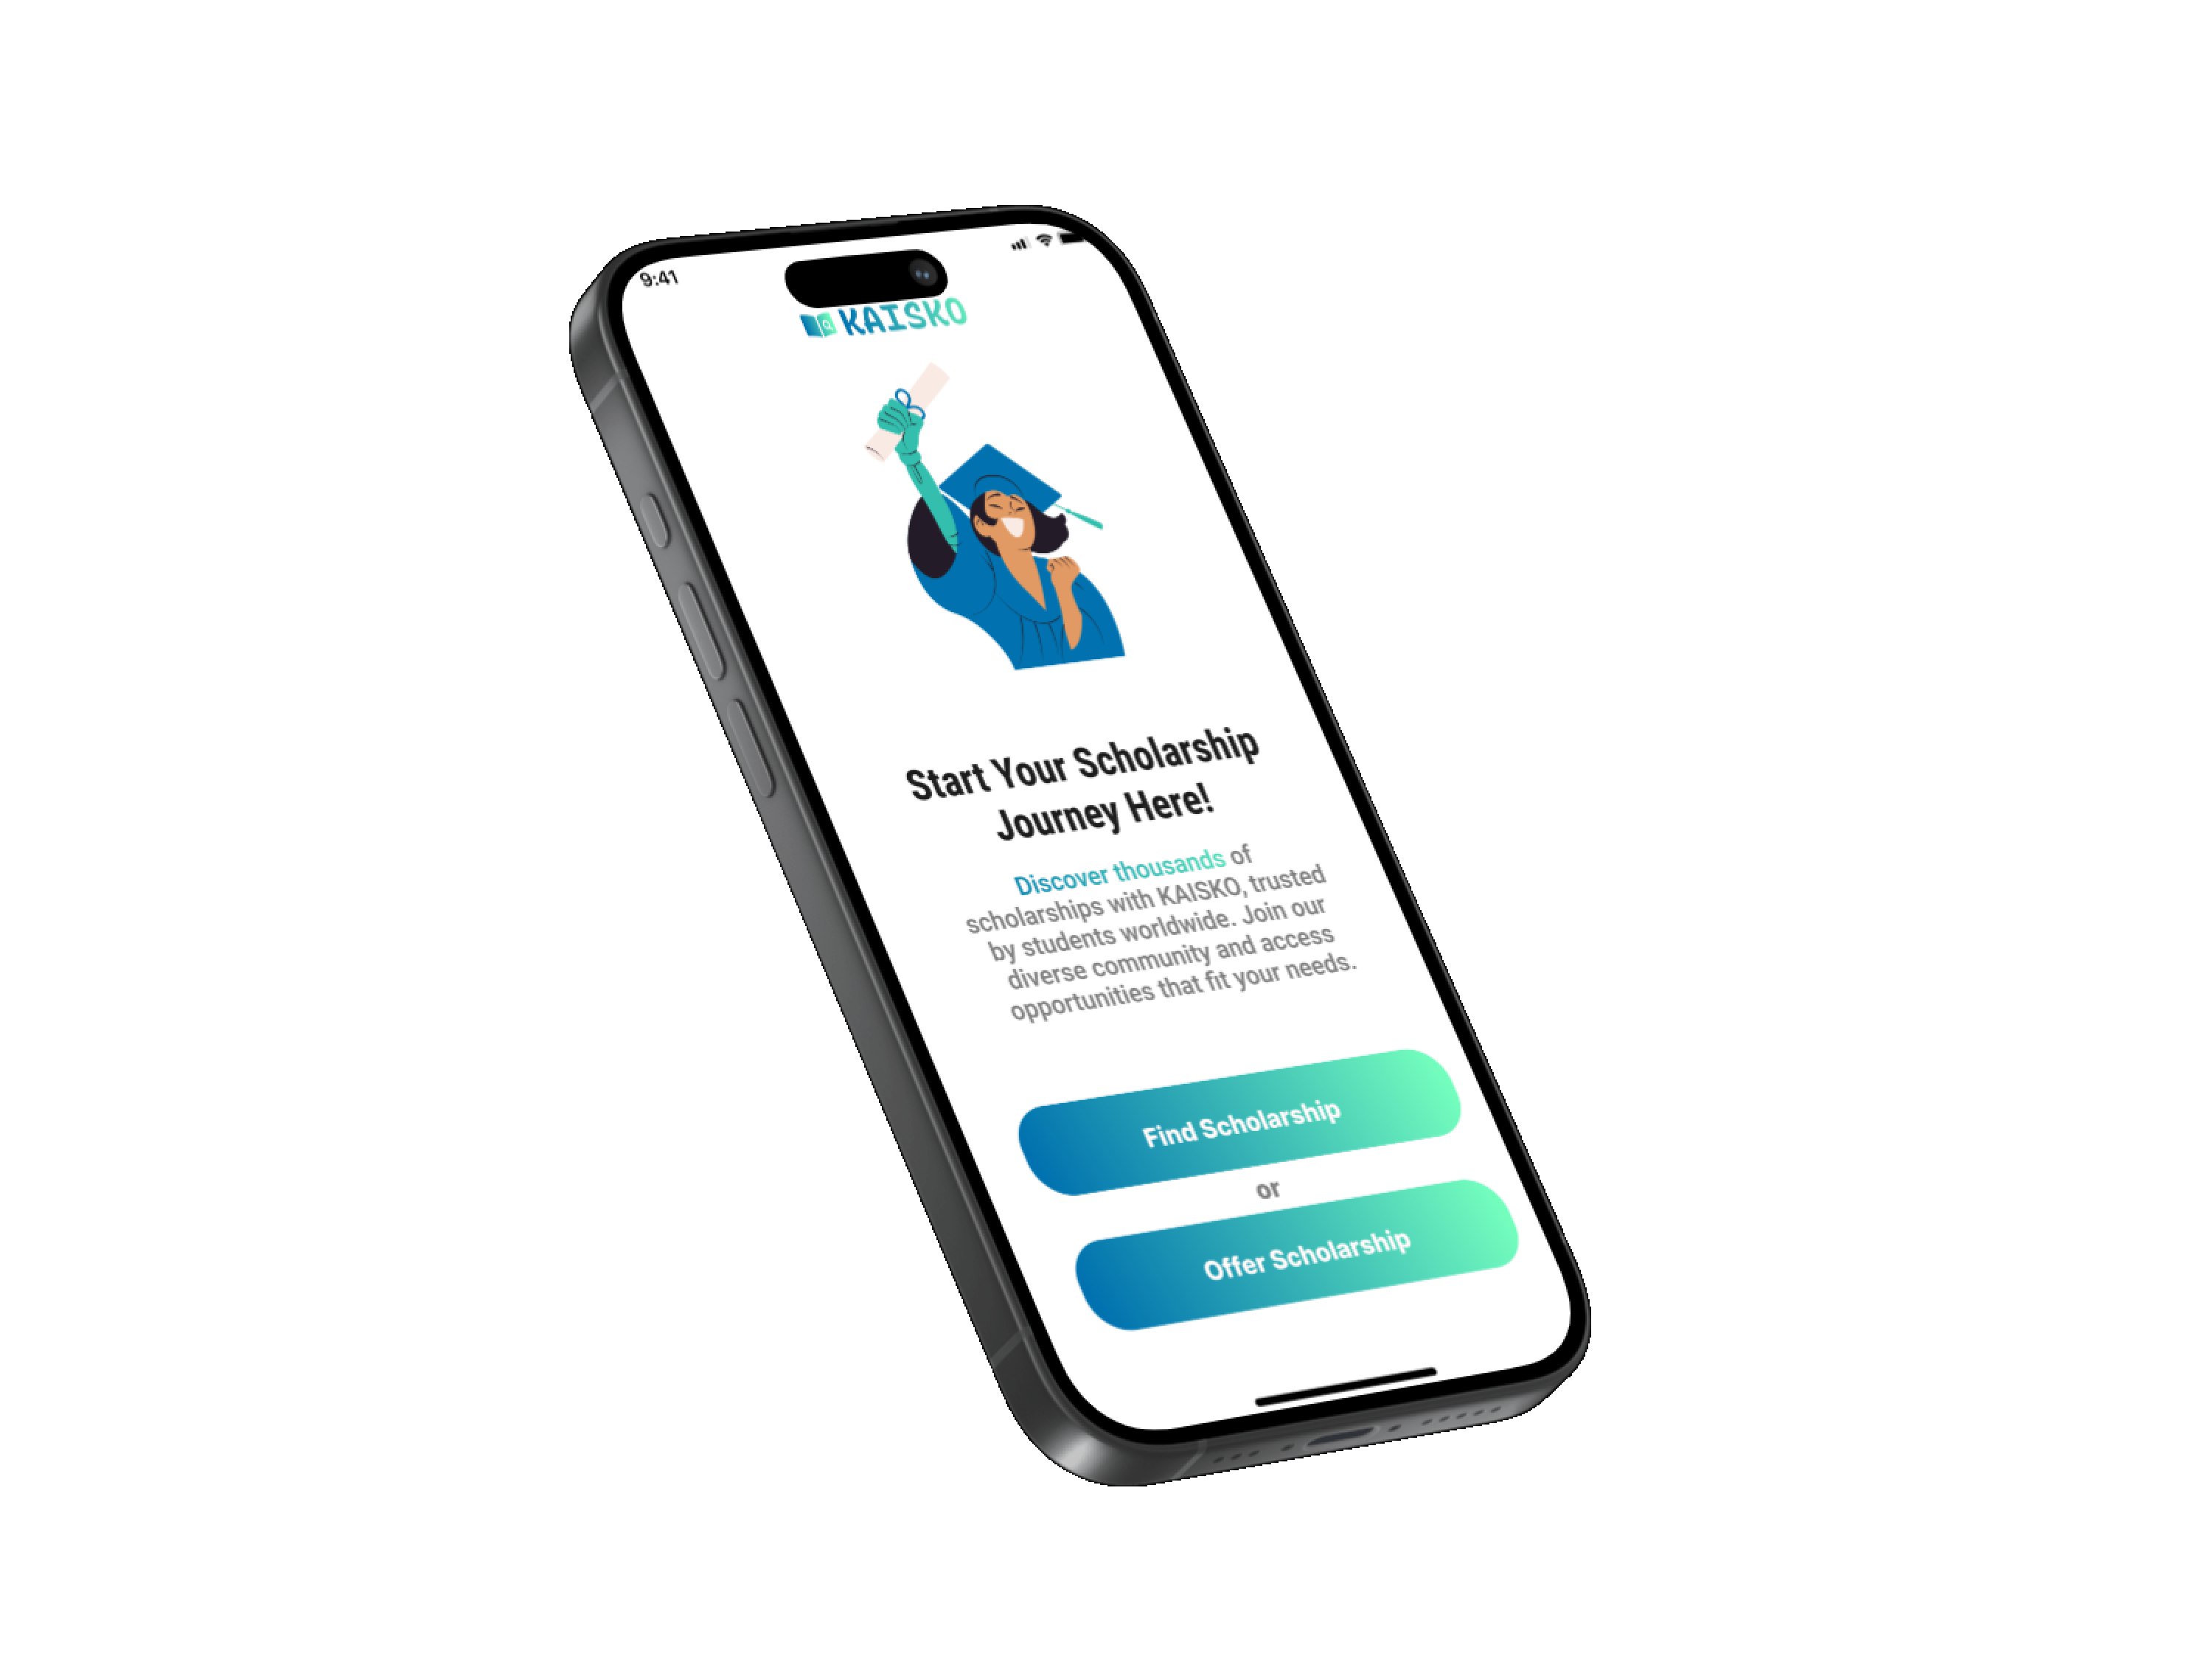 9:41
KAISKO
Start Your Scholarship
Journey Here!
Discover thousands of
scholarships with KAISKO, trusted
by students worldwide. Join our
diverse community and access
opportunities that fit your needs.
Find Scholarship
or
Offer Scholarship